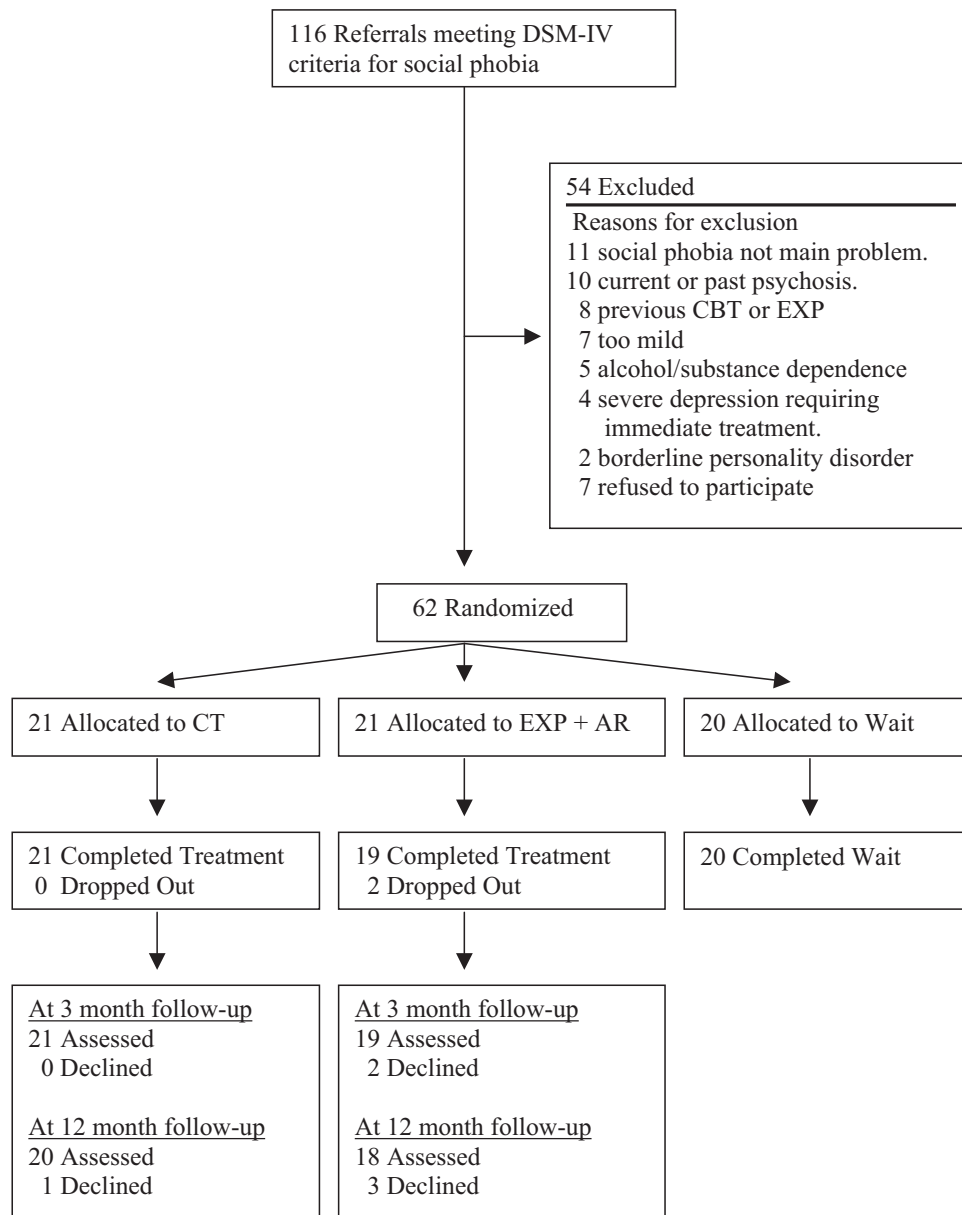 116 Referrals meeting DSM-IV
criteria for social phobia
54 Excluded
Reasons for exclusion
11 social phobia not main problem.
10 current or past psychosis.
8 previous CBT or EXP
7 too mild
5 alcohol/substance dependence
4 severe depression requiring
immediate treatment.
2 borderline personality disorder
7 refused to participate
62 Randomized
21 Allocated to CT
21 Allocated to EXP + AR
20 Allocated to Wait
21 Completed Treatment
0 Dropped Out
19 Completed Treatment
2 Dropped Out
20 Completed Wait
At 3 month follow-up
21 Assessed
0 Declined
At 12 month follow-up
20 Assessed
1 Declined
At 3 month follow-up
19 Assessed
2 Declined
At 12 month follow-up
18 Assessed
3 Declined